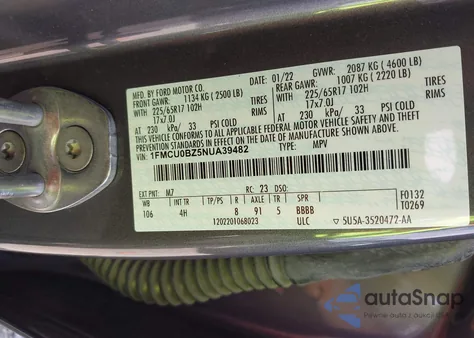 MFD. BY FORD MOTOR CO.
DATE: 01/22 GVWR: 2087 KG ( 4600 LB)
FRONT GAWR: REAR GAWR:
1134 KG ( 2500 LB) 1007 KG ( 2220 LB)
WITH WITH
225/65R17 102H TIRES 225/65R17 102H TIRES
17x7.0J RIMS 17x7.0J RIMS
AT 230 kPa/ 33 PSI COLD AT 230 kPa/ 33 PSI COLD
THIS VEHICLE CONFORMS TO ALL APPLICABLE FEDERAL MOTOR VEHICLE SAFETY
AND THEFT PREVENTION STANDARDS IN EFFECT ON THE DATE OF MANUFACTURE
SHOWN ABOVE.
VIN: 1FMCU0BZ5NUA39482 TYPE: MPV
EXT PNT: M7 RC: 23 DSO: F0132
WB INT TR TP/PS R AX TR SPR T0269
106 4H 8 91 5 BBBB
1202201068023 ULC 5U5A-3520472-AA
autoSnap